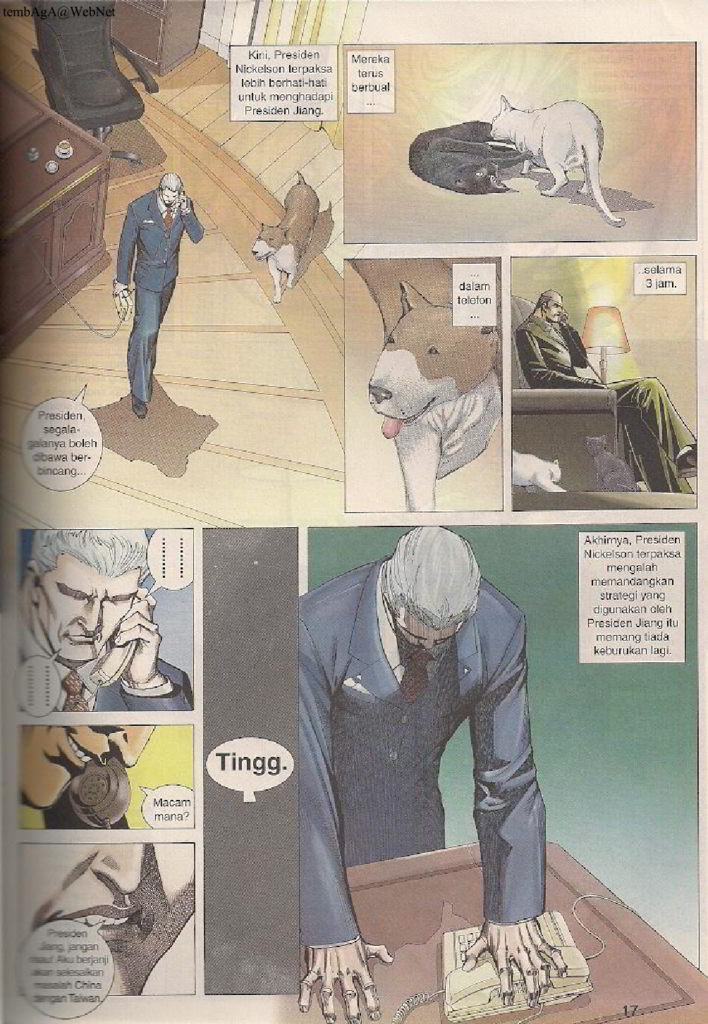 tembAgA@WebNet
Kini, Presiden
Nickelson terpaksa
lebih berhati-hati
untuk menghadapi
Presiden Jiang.
Mereka
terus
berbual
...
...
dalam
telefon
...
..selama
3 jam.
Presiden,
segala-
galanya boleh
dibawa ber-
bincang...
Akhirnya, Presiden
Nickelson terpaksa
mengalah
memandangkan
strategi yang
digunakan oleh
Presiden Jiang itu
memang tiada
keburukan lagi.
Tingg.
Macam
mana?
Presiden
Jiang, jangan
Aku berjanji
akan selesaikan
masalah China
dengan Taiwan.
17